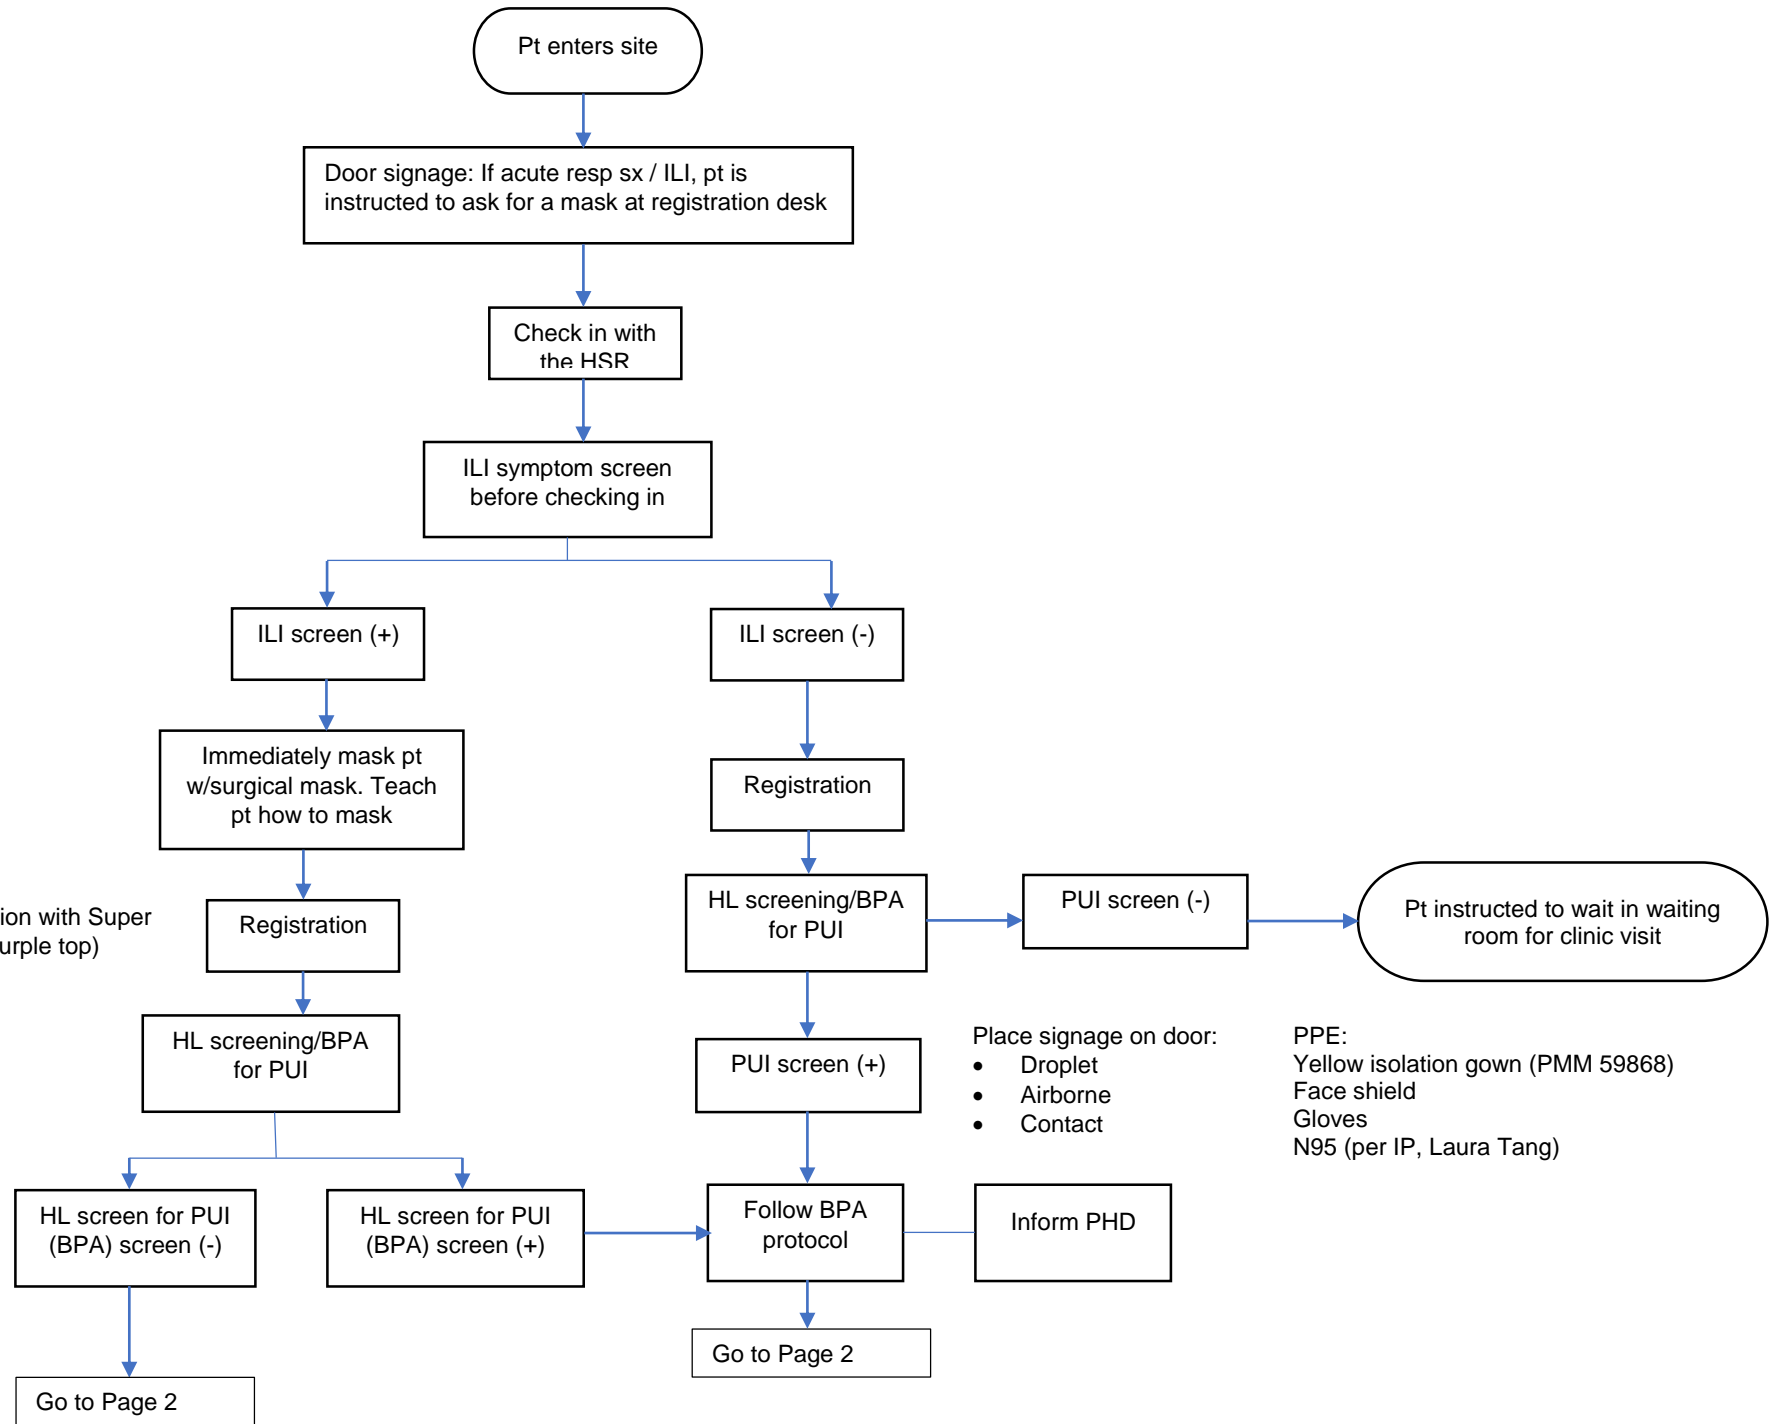 Pt enters site
Door signage: If acute resp sx / ILI, pt is
instructed to ask for a mask at registration desk
Check in with
the HSR
ILI symptom screen
before checking in
ILI screen (+)
ILI screen (-)
Immediately mask pt
w/surgical mask. Teach
pt how to mask
Registration
HL screening/BPA
for PUI
PUI screen (-)
Pt instructed to wait in waiting
room for clinic visit
ion with Super
urple top)
Registration
HL screening/BPA
for PUI
PUI screen (+)
Place signage on door:
• Droplet
• Airborne
• Contact
PPE:
Yellow isolation gown (PMM 59868)
Face shield
Gloves
N95 (per IP, Laura Tang)
HL screen for PUI
(BPA) screen (-)
HL screen for PUI
(BPA) screen (+)
Follow BPA
protocol
Inform PHD
Go to Page 2
Go to Page 2